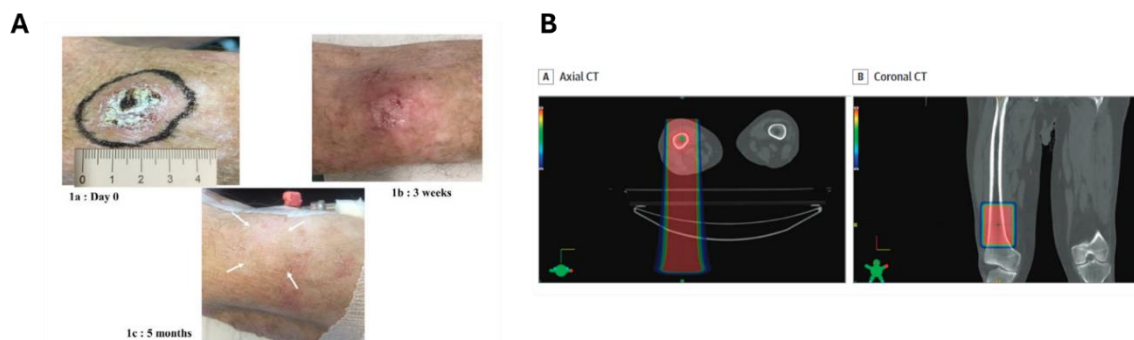 A
B
1a : Day 0
1b : 3 weeks
1c : 5 months
A Axial CT
B Coronal CT
0 1 2 3 4